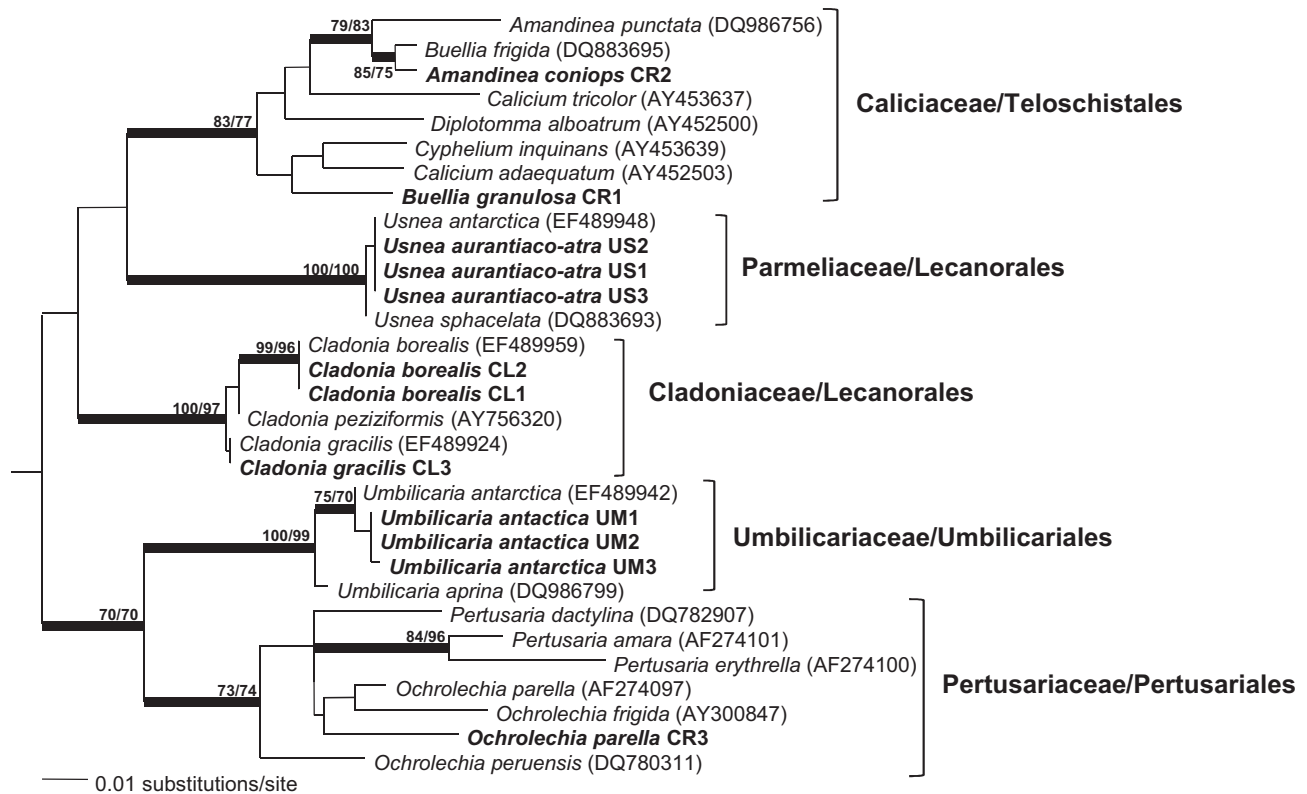 79/83
Amandinea punctata (DQ986756)
Buellia frigida (DQ883695)
85/75
Amandinea coniops CR2
Calicium tricolor (AY453637)
Caliciaceae/Teloschistales
83/77
Diplotomma alboatrum (AY452500)
Cyphelium inquinans (AY453639)
Calicium adaequatum (AY452503)
Buellia granulosa CR1
Usnea antarctica (EF489948)
Usnea aurantiaco-atra US2
100/100
Usnea aurantiaco-atra US1
Parmeliaceae/Lecanorales
Usnea aurantiaco-atra US3
Usnea sphacelata (DQ883693)
99/96
Cladonia borealis (EF489959)
Cladonia borealis CL2
Cladonia borealis CL1
Cladoniaceae/Lecanorales
100/97
Cladonia peziziformis (AY756320)
Cladonia gracilis (EF489924)
Cladonia gracilis CL3
75/70
Umbilicaria antarctica (EF489942)
Umbilicaria antactica UM1
100/99
Umbilicaria antactica UM2
Umbilicariaceae/Umbilicariales
Umbilicaria antarctica UM3
Umbilicaria aprina (DQ986799)
70/70
Pertusaria dactylina (DQ782907)
84/96
Pertusaria amara (AF274101)
Pertusaria erythrella (AF274100)
73/74
Ochrolechia parella (AF274097)
Pertusariaceae/Pertusariales
Ochrolechia frigida (AY300847)
Ochrolechia parella CR3
Ochrolechia peruensis (DQ780311)
0.01 substitutions/site